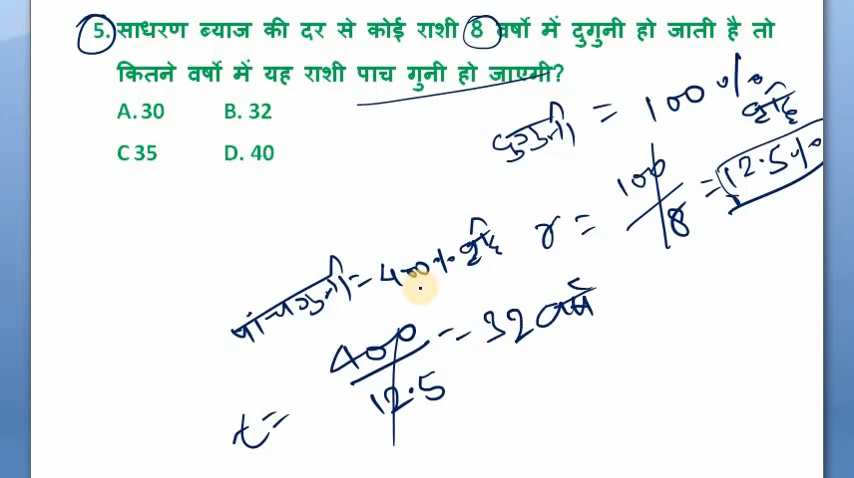 5. साधरण ब्याज की दर से कोई राशी 8 वर्षो में दुगुनी हो जाती है तो
कितने वर्षो में यह राशी पाच गुनी हो जाएगी?
A. 30 B. 32
C 35 D. 40
दुगुनी = 100% वृद्धि
r = 100/8 = 12.5%
पांचगुनी = 400% वृद्धि
t = 400/12.5 = 32 वर्ष